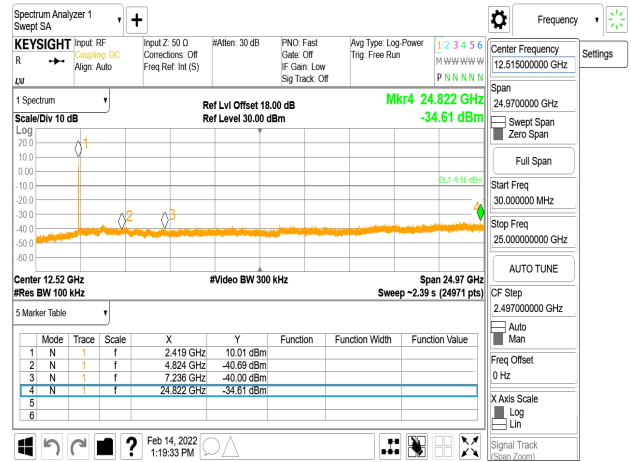 Spectrum Analyzer 1
Swept SA
Frequency
KEYSIGHT
R
LXI
Input: RF
Coupling: DC
Align: Auto
Input Z: 50 Ω
Corrections: Off
Freq Ref: Int (S)
#Atten: 30 dB
PNO: Fast
Gate: Off
IF Gain: Low
Sig Track: Off
Avg Type: Log-Power
Trig: Free Run
1 2 3 4 5 6
M W W W W W
P N N N N N
1 Spectrum
Scale/Div 10 dB
Ref Lvl Offset 18.00 dB
Ref Level 30.00 dBm
Mkr4 24.822 GHz
-34.61 dBm
Log
20.0
10.0
0.00
-10.0
-20.0
-30.0
-40.0
-50.0
-60.0
1
2
3
4
DL1 -9.56 dBm
Center 12.52 GHz
#Res BW 100 kHz
#Video BW 300 kHz
Span 24.97 GHz
Sweep ~2.39 s (24971 pts)
5 Marker Table
Mode Trace Scale X Y Function Function Width Function Value
1 N 1 f 2.419 GHz 10.01 dBm
2 N 1 f 4.824 GHz -40.69 dBm
3 N 1 f 7.236 GHz -40.00 dBm
4 N 1 f 24.822 GHz -34.61 dBm
5
6
?
Feb 14, 2022
1:19:33 PM
Center Frequency
12.515000000 GHz
Settings
Span
24.9700000 GHz
Swept Span
Zero Span
Full Span
Start Freq
30.000000 MHz
Stop Freq
25.000000000 GHz
AUTO TUNE
CF Step
2.497000000 GHz
Auto
Man
Freq Offset
0 Hz
X Axis Scale
Log
Lin
Signal Track
(Span Zoom)